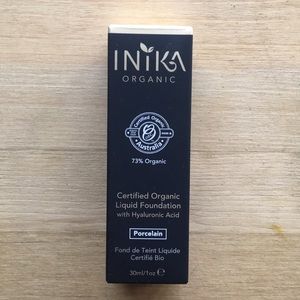 INIKA
ORGANIC
Certified Organic
Australia
73% Organic
Certified Organic
Liquid Foundation
with Hyaluronic Acid
Porcelain
Fond de Teint Liquide
Certifié Bio
30ml/1oz ℮